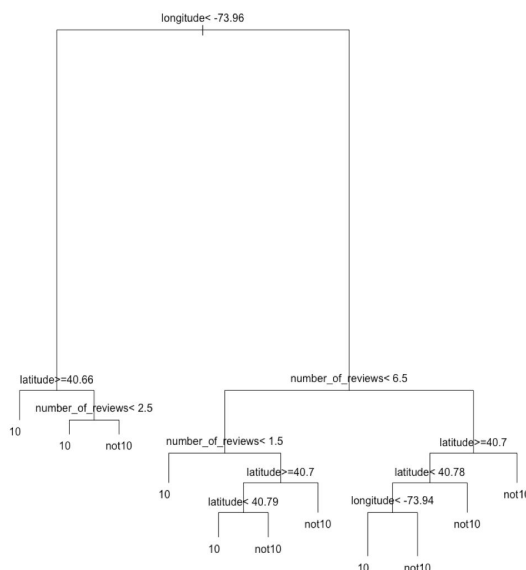 longitude< -73.96
latitude>=40.66
number_of_reviews< 6.5
number_of_reviews< 2.5
10
10
not10
number_of_reviews< 1.5
latitude>=40.7
10
latitude>=40.7
latitude< 40.78
not10
latitude< 40.79
not10
longitude< -73.94
not10
10
not10
10
not10